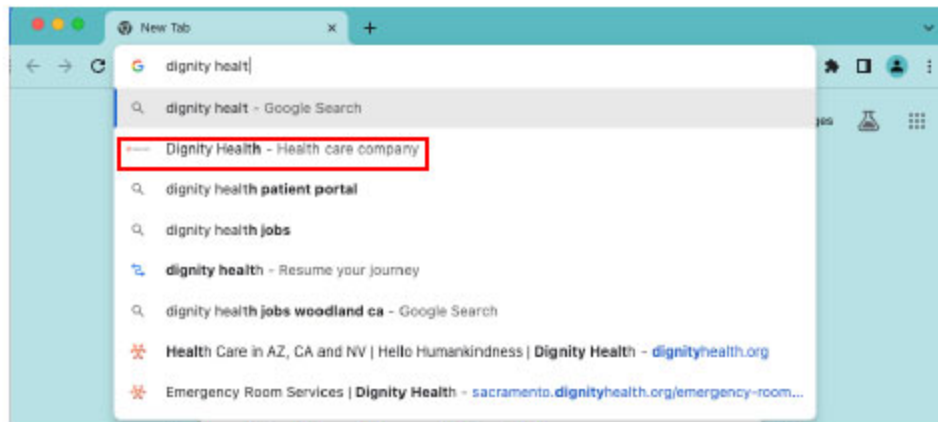 New Tab
dignity healt
dignity healt - Google Search
Dignity Health - Health care company
dignity health patient portal
dignity health jobs
dignity health - Resume your journey
dignity health jobs woodland ca - Google Search
Health Care in AZ, CA and NV | Hello Humankindness | Dignity Health - dignityhealth.org
Emergency Room Services | Dignity Health - sacramento.dignityhealth.org/emergency-room...